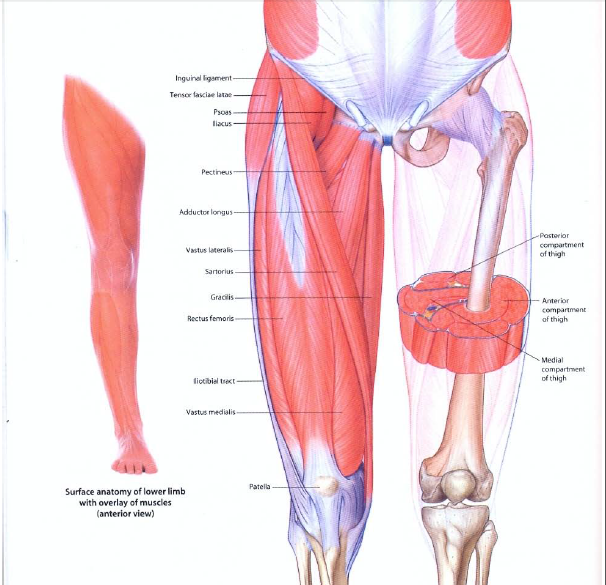 Inguinal ligament
Tensor fasciae latae
Psoas
Iliacus
Pectineus
Adductor longus
Vastus lateralis
Sartorius
Gracilis
Rectus femoris
Iliotibial tract
Vastus medialis
Patella
Posterior
compartment
of thigh
Anterior
compartment
of thigh
Medial
compartment
of thigh
Surface anatomy of lower limb
with overlay of muscles
(anterior view)